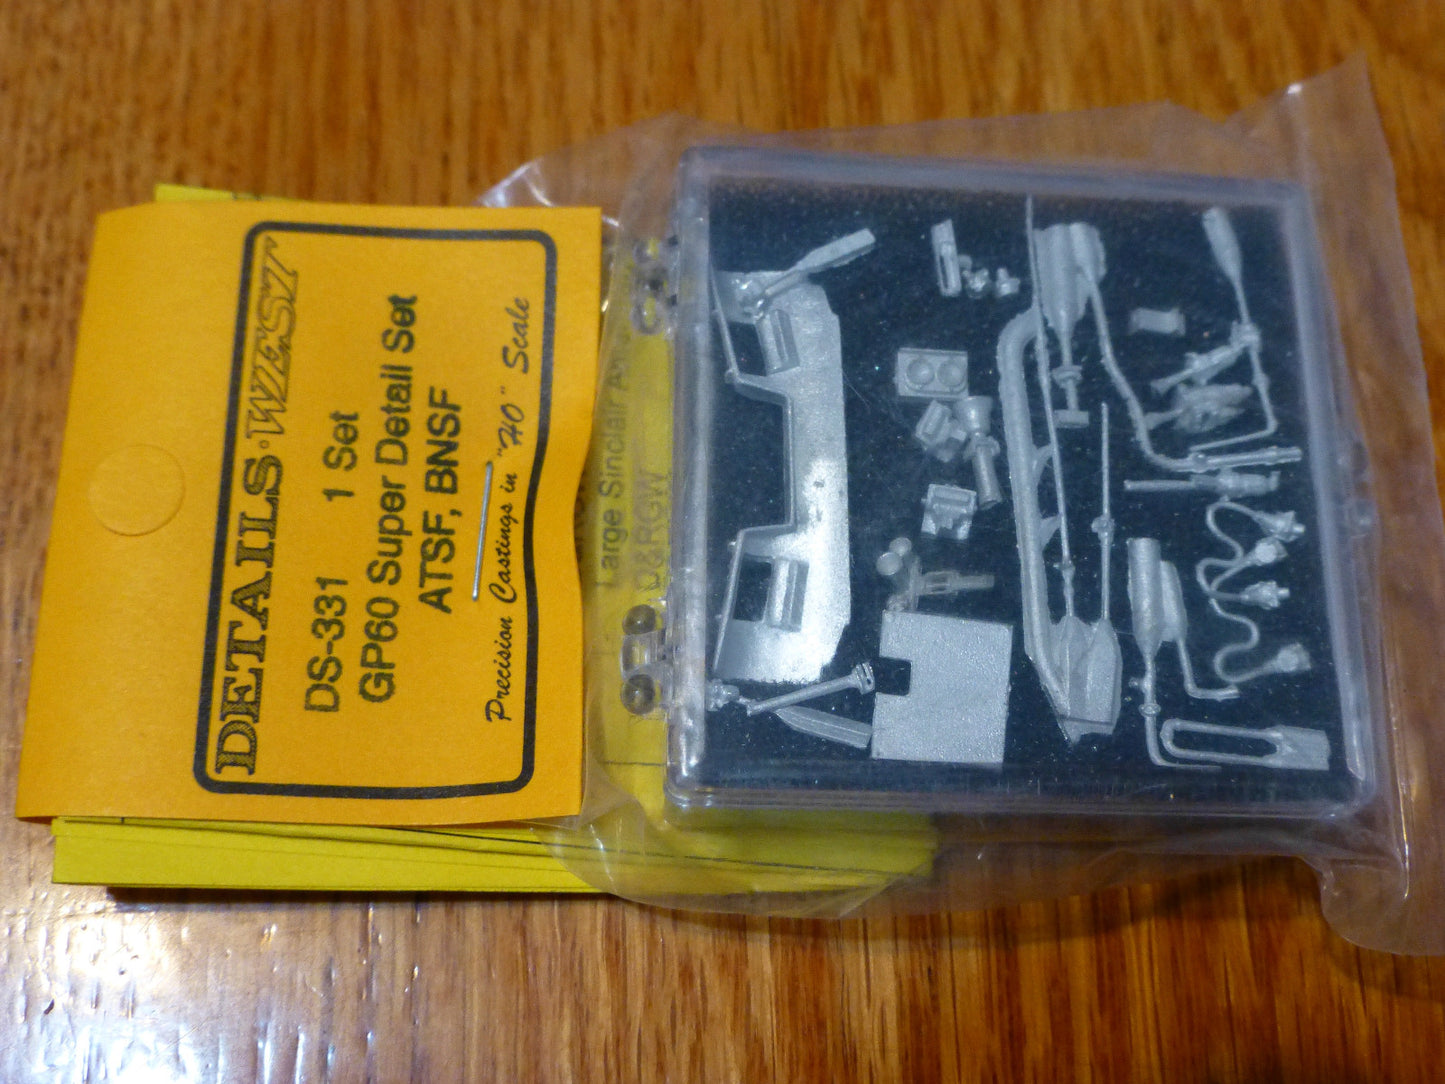 DETAILS·WEST
DS-331 1 Set
GP60 Super Detail Set
ATSF, BNSF
Precision Castings in "HO" Scale
Large Sinclair
D&RGW